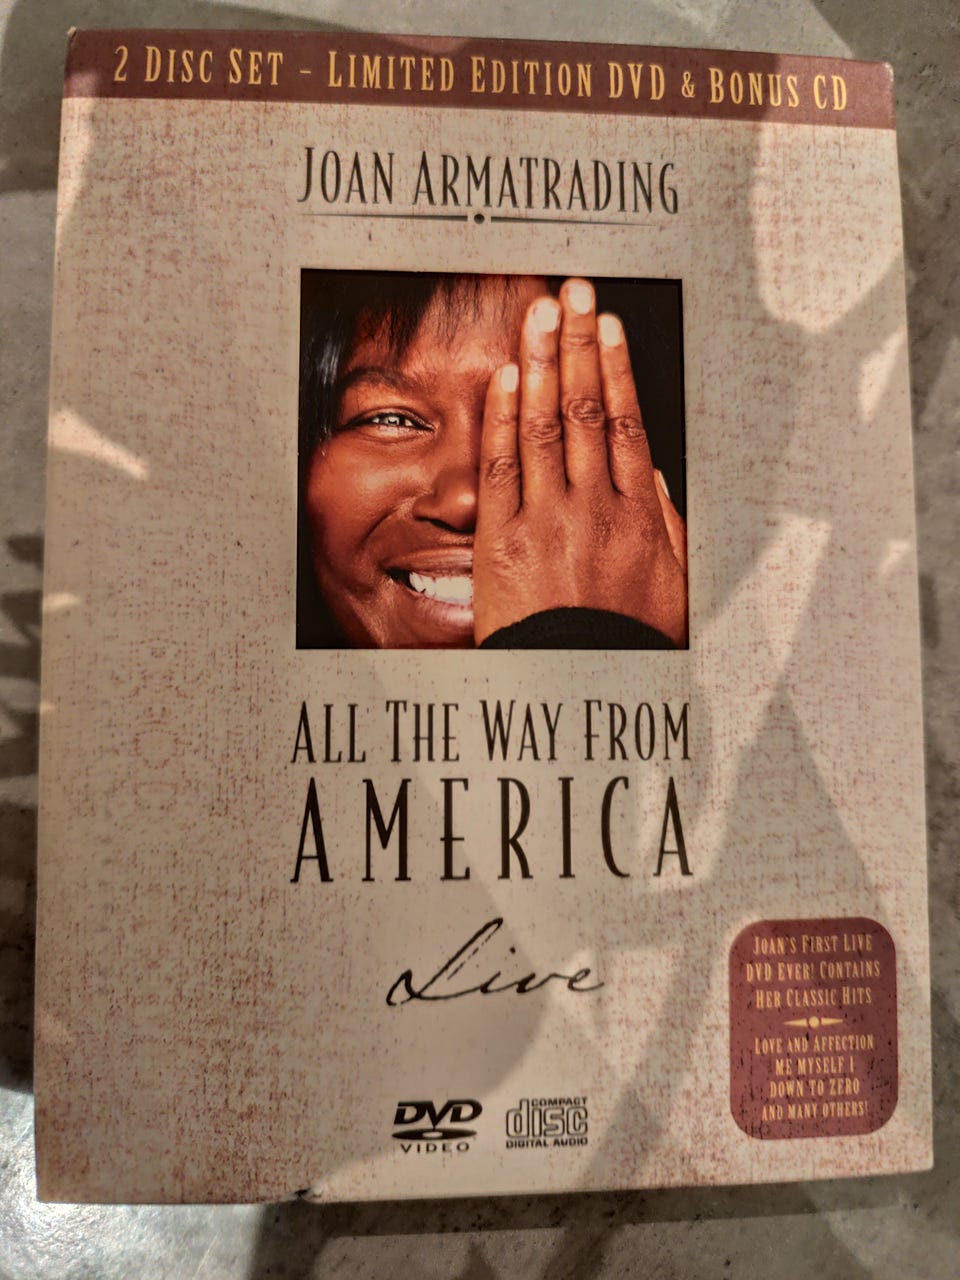 2 Disc Set - Limited Edition DVD & Bonus CD
Joan Armatrading
All The Way From
America
Live
Joan's First Live
DVD Ever! Contains
Her Classic Hits
Love and Affection
Me Myself I
Down to Zero
and Many Others!
DVD
VIDEO
COMPACT
disc
DIGITAL AUDIO